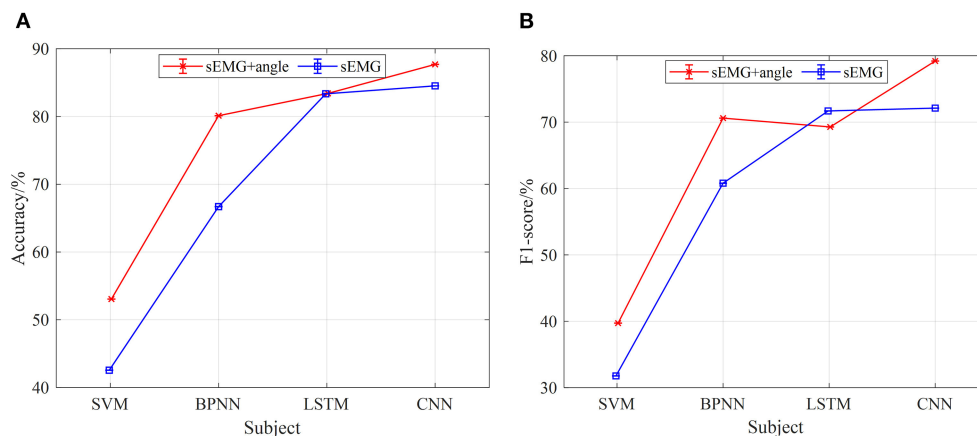 A
Accuracy/%
90
80
70
60
50
40
sEMG+angle sEMG
SVM BPNN LSTM CNN
Subject
B
F1-score/%
80
70
60
50
40
30
sEMG+angle sEMG
SVM BPNN LSTM CNN
Subject